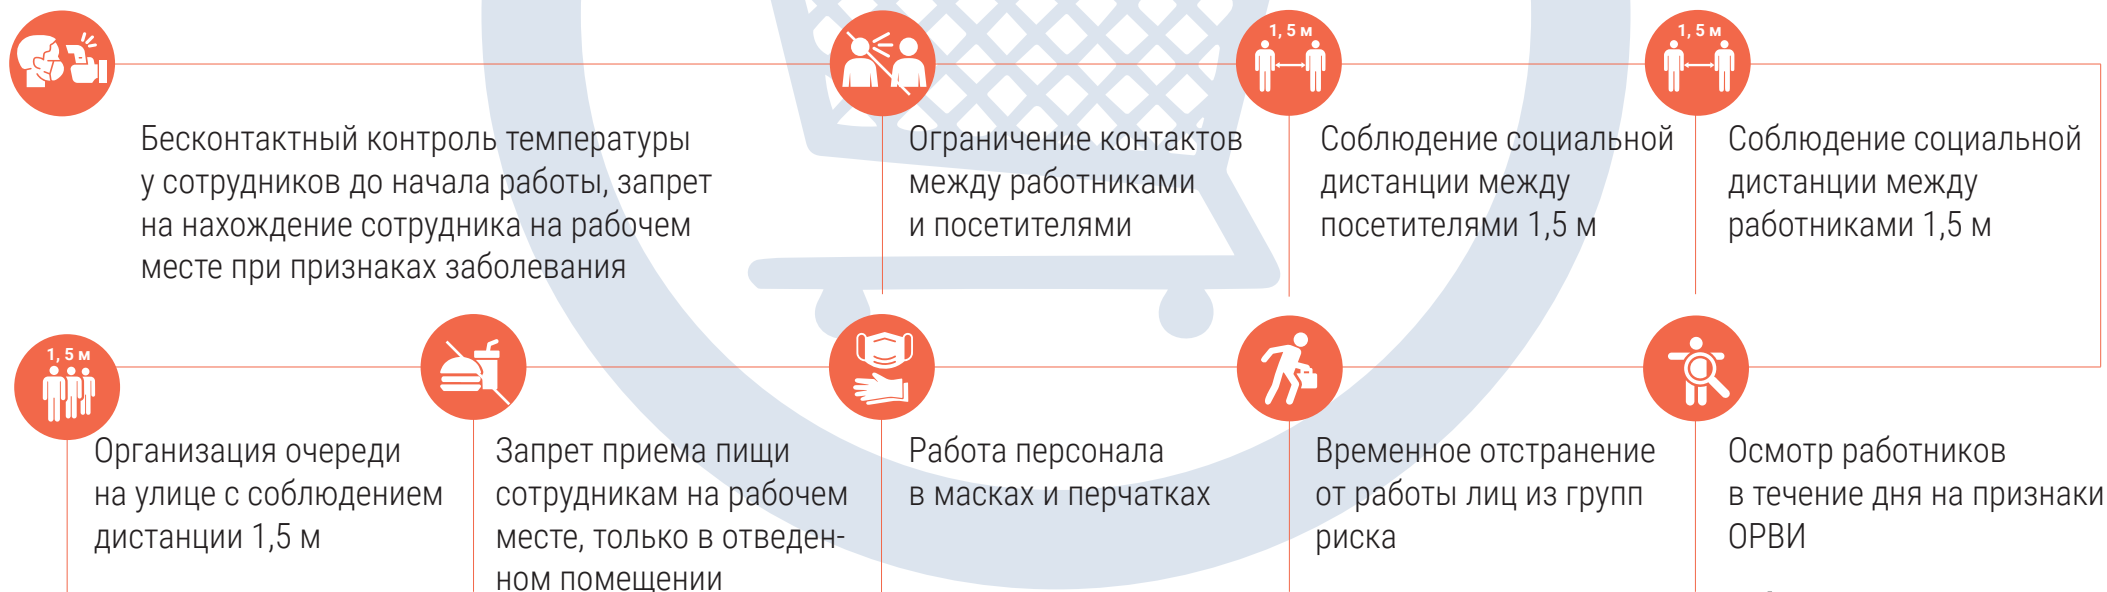 Бесконтактный контроль температуры
у сотрудников до начала работы, запрет
на нахождение сотрудника на рабочем
месте при признаках заболевания
Ограничение контактов
между работниками
и посетителями
1, 5 м
Соблюдение социальной
дистанции между
посетителями 1,5 м
1, 5 м
Соблюдение социальной
дистанции между
работниками 1,5 м
1, 5 м
Организация очереди
на улице с соблюдением
дистанции 1,5 м
Запрет приема пищи
сотрудникам на рабочем
месте, только в отведен-
ном помещении
Работа персонала
в масках и перчатках
Временное отстранение
от работы лиц из групп
риска
Осмотр работников
в течение дня на признаки
ОРВИ